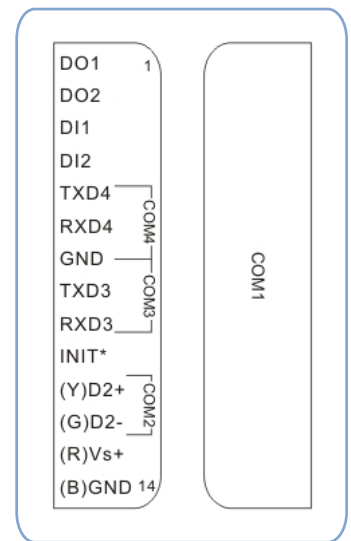 DO1 1
DO2
DI1
DI2
TXD4
RXD4
COM4
GND
TXD3
COM3
RXD3
INIT*
(Y)D2+
COM2
(G)D2-
(R)Vs+
(B)GND 14
COM1